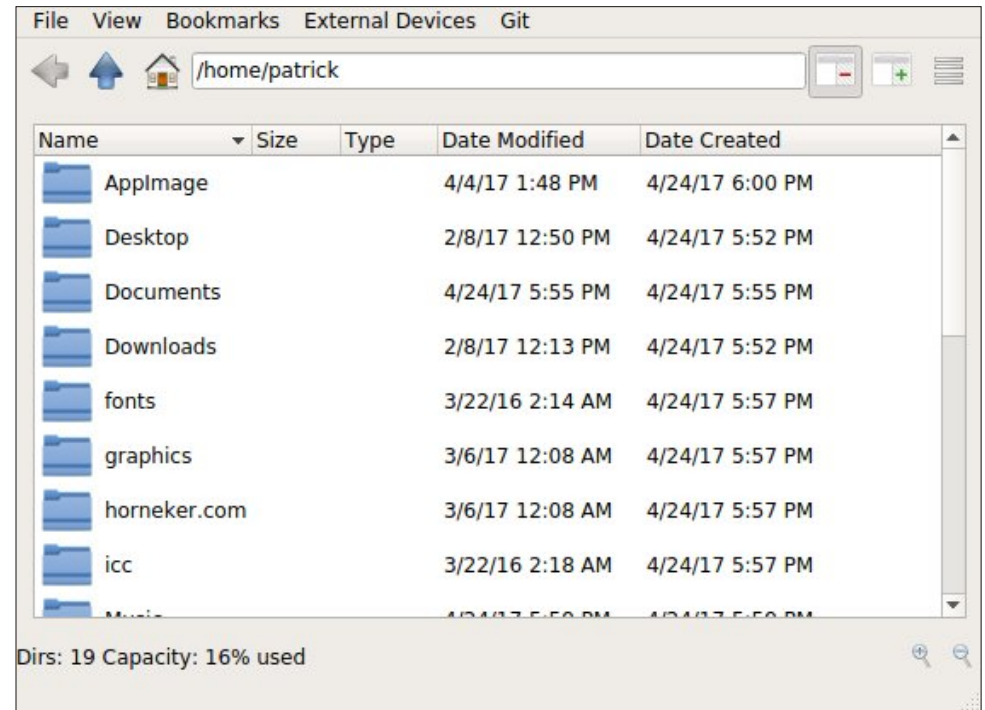 File View Bookmarks External Devices Git
/home/patrick
Name Size Type Date Modified Date Created
AppImage 4/4/17 1:48 PM 4/24/17 6:00 PM
Desktop 2/8/17 12:50 PM 4/24/17 5:52 PM
Documents 4/24/17 5:55 PM 4/24/17 5:55 PM
Downloads 2/8/17 12:13 PM 4/24/17 5:52 PM
fonts 3/22/16 2:14 AM 4/24/17 5:57 PM
graphics 3/6/17 12:08 AM 4/24/17 5:57 PM
horneker.com 3/6/17 12:08 AM 4/24/17 5:57 PM
icc 3/22/16 2:18 AM 4/24/17 5:57 PM
Music
Dirs: 19 Capacity: 16% used